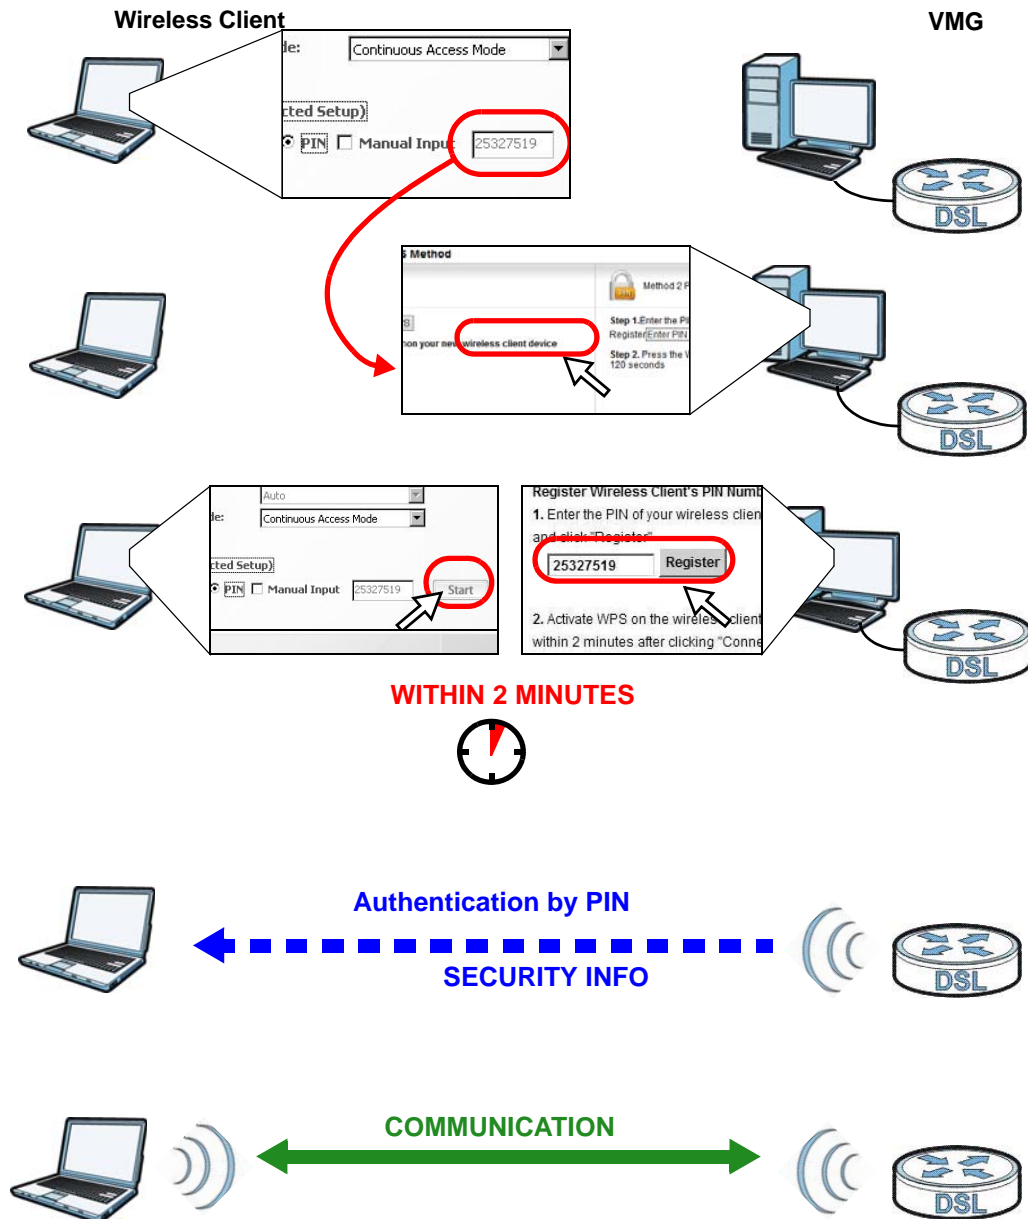 Wireless Client
VMG
de:
Continuous Access Mode
cted Setup)
PIN
Manual Input
25327519
DSL
S Method
Method 2 P
Step 1.Enter the PI
Register Enter PIN
on your new wireless client device
Step 2. Press the W
120 seconds
DSL
Auto
de:
Continuous Access Mode
cted Setup)
PIN
Manual Input
25327519
Start
Register Wireless Client's PIN Numb
1. Enter the PIN of your wireless clien
and click "Register"
25327519
Register
2. Activate WPS on the wireless client
within 2 minutes after clicking "Conne
DSL
WITHIN 2 MINUTES
Authentication by PIN
SECURITY INFO
DSL
COMMUNICATION
DSL